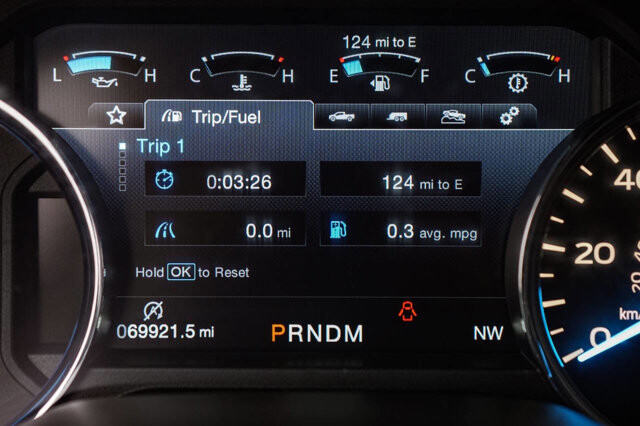 124 mi to E
L H
C H
E F
C H
Trip/Fuel
Trip 1
0:03:26
124 mi to E
0.0 mi
0.3 avg. mpg
Hold OK to Reset
069921.5 mi
PRNDM
NW
40
20
0
20
km/